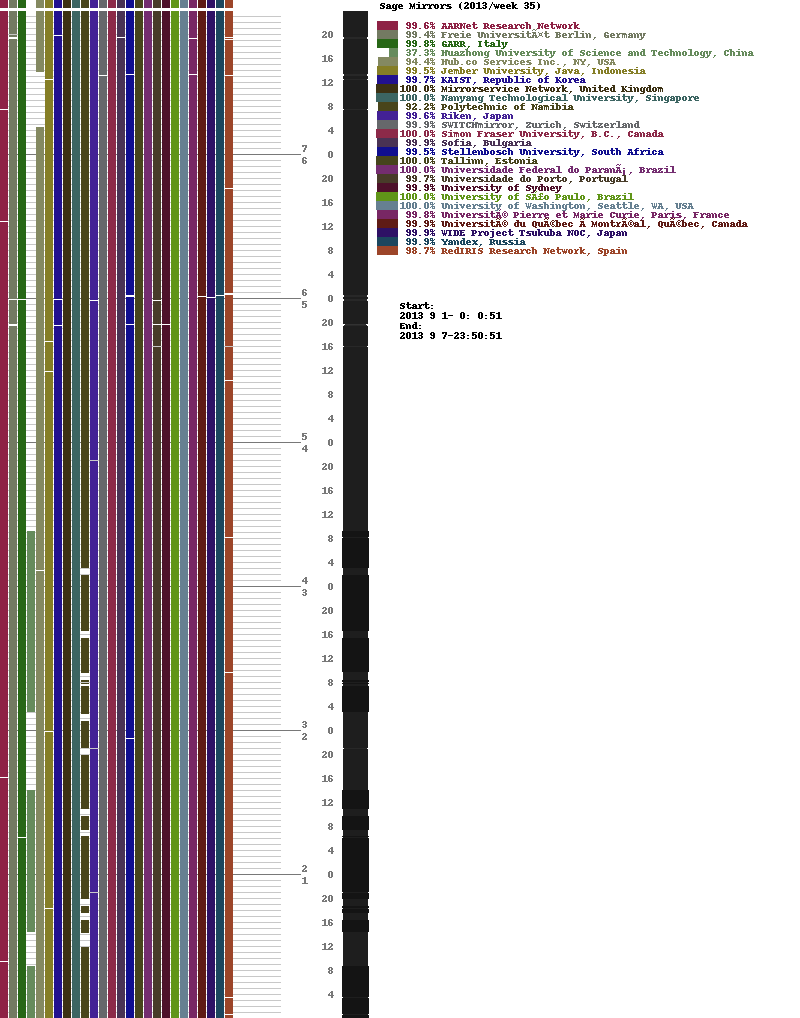 Sage Mirrors (2013/week 35)
99.6% AARNet Research Network
99.4% Freie UniversitÃ¤t Berlin, Germany
99.8% GARR, Italy
37.3% Huazhong University of Science and Technology, China
94.4% Hub.co Services Inc., NY, USA
99.5% Jember University, Java, Indonesia
99.7% KAIST, Republic of Korea
100.0% Mirrorservice Network, United Kingdom
100.0% Nanyang Technological University, Singapore
92.2% Polytechnic of Namibia
99.6% Riken, Japan
99.9% SWITCHmirror, Zurich, Switzerland
100.0% Simon Fraser University, B.C., Canada
99.9% Sofia, Bulgaria
99.5% Stellenbosch University, South Africa
100.0% Tallinn, Estonia
100.0% Universidade Federal do ParanÃ¡, Brazil
99.7% Universidade do Porto, Portugal
99.9% University of Sydney
100.0% University of SÃ£o Paulo, Brazil
100.0% University of Washington, Seattle, WA, USA
99.8% UniversitÃ© Pierre et Marie Curie, Paris, France
99.9% UniversitÃ© du QuÃ©bec A MontrÃ©al, QuÃ©bec, Canada
99.9% WIDE Project Tsukuba NOC, Japan
99.9% Yandex, Russia
98.7% RedIRIS Research Network, Spain
Start:
2013 9 1- 0: 0:51
End:
2013 9 7-23:50:51
20
16
12
8
4
7
0
6
20
16
12
8
4
6
0
5
20
16
12
8
4
5
0
4
20
16
12
8
4
4
0
3
20
16
12
8
4
3
0
2
20
16
12
8
4
2
0
1
20
16
12
8
4